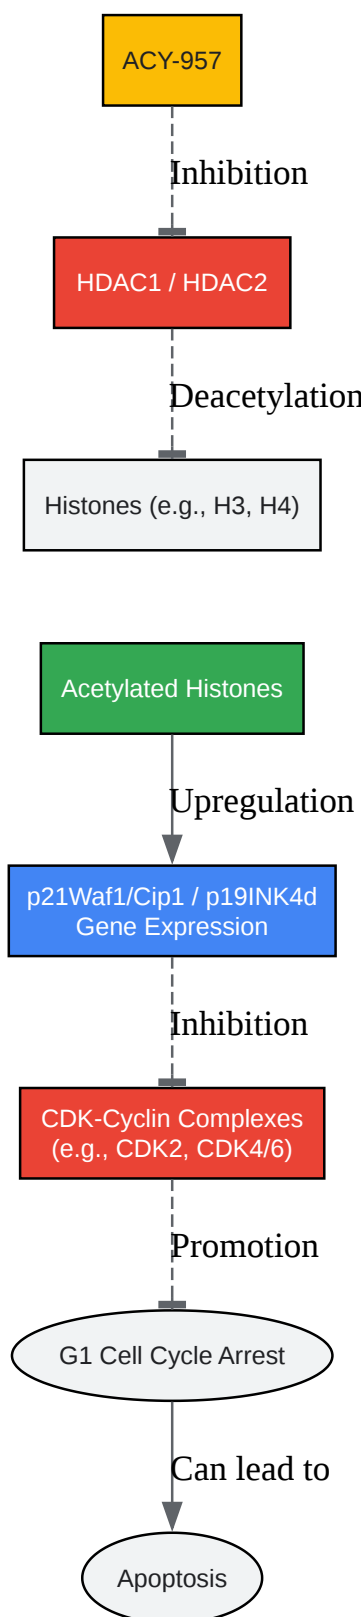 ACY-957
Inhibition
HDAC1 / HDAC2
Deacetylation
Histones (e.g., H3, H4)
Acetylated Histones
Upregulation
p21Waf1/Cip1 / p19INK4d
Gene Expression
Inhibition
CDK-Cyclin Complexes
(e.g., CDK2, CDK4/6)
Promotion
G1 Cell Cycle Arrest
Can lead to
Apoptosis